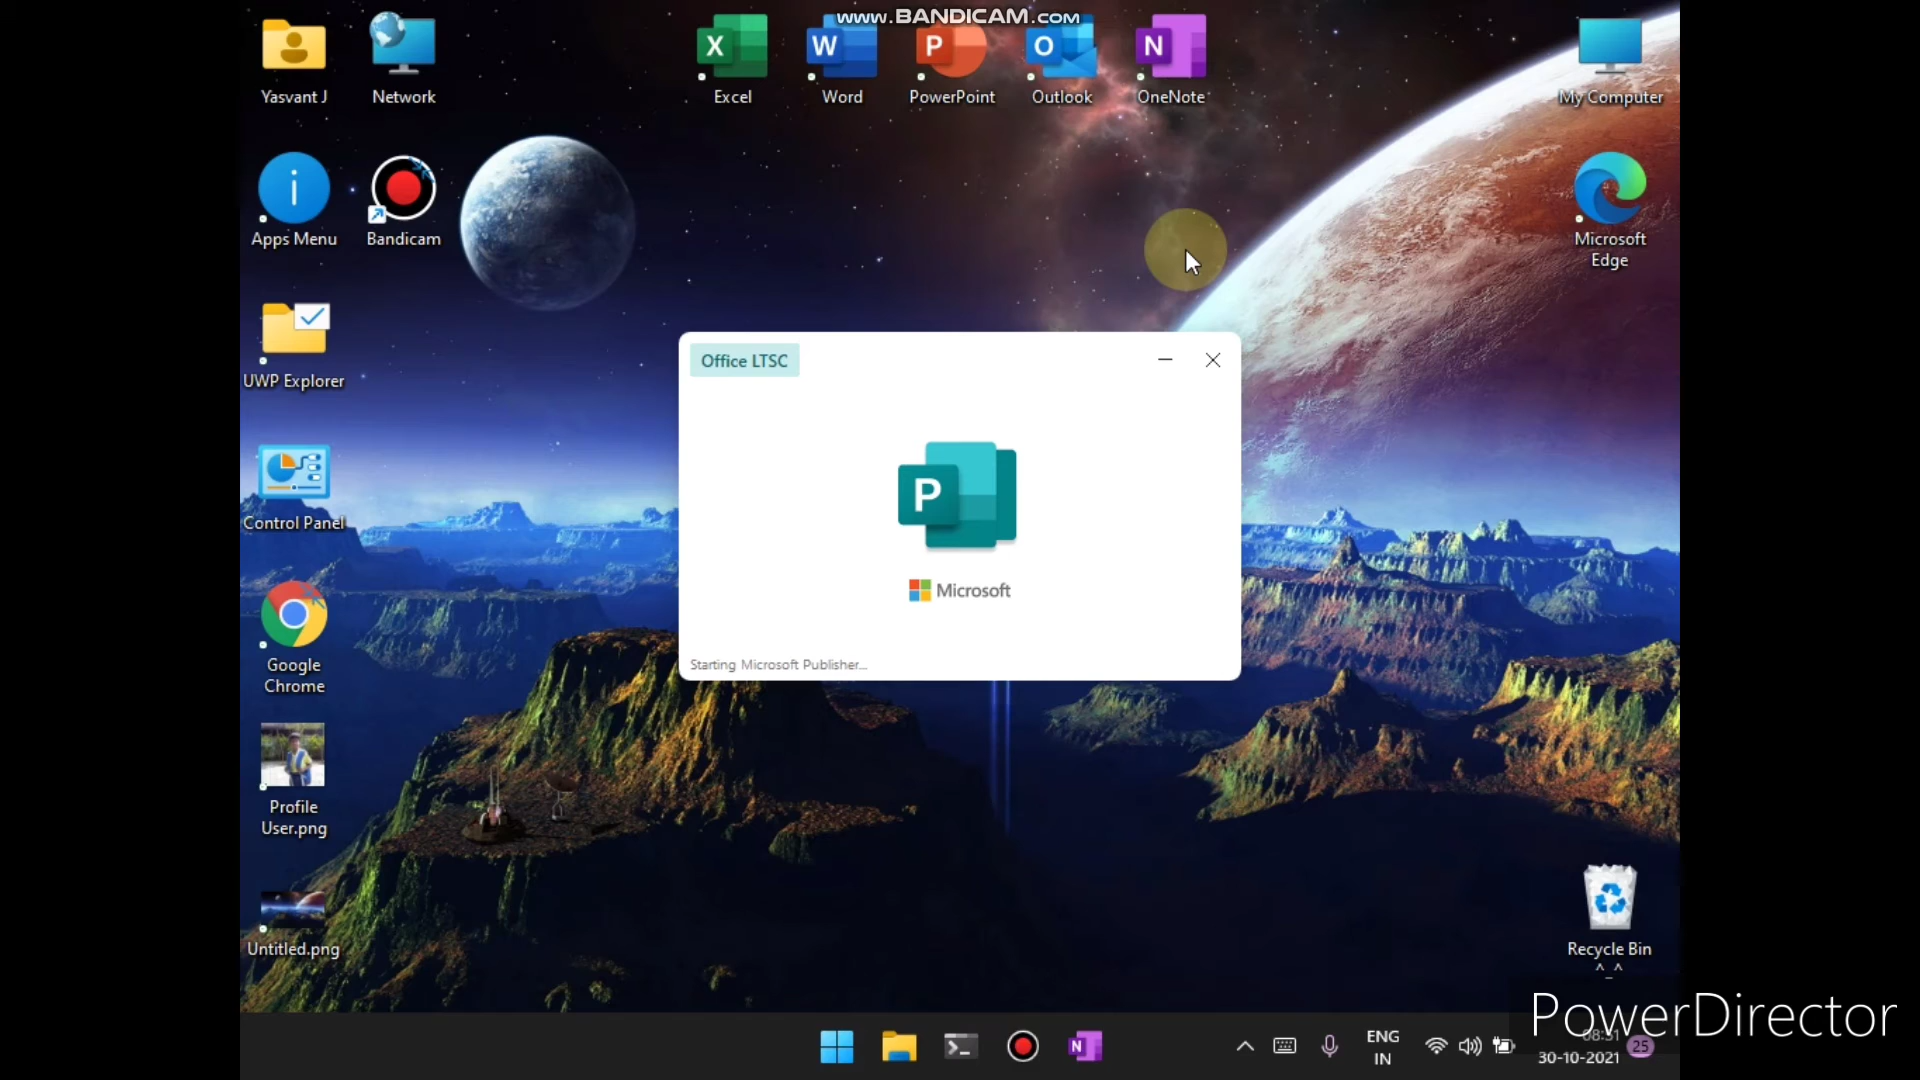 www.BANDICAM.com
Yasvant J
Network
X
Excel
W
Word
P
PowerPoint
O
Outlook
N
OneNote
My Computer
i
Apps Menu
Bandicam
Microsoft
Edge
UWP Explorer
Office LTSC
P
Microsoft
Starting Microsoft Publisher...
Control Panel
Google
Chrome
Profile
User.png
Untitled.png
Recycle Bin
^_^
PowerDirector
N
ENG
IN
08:31
30-10-2021
25